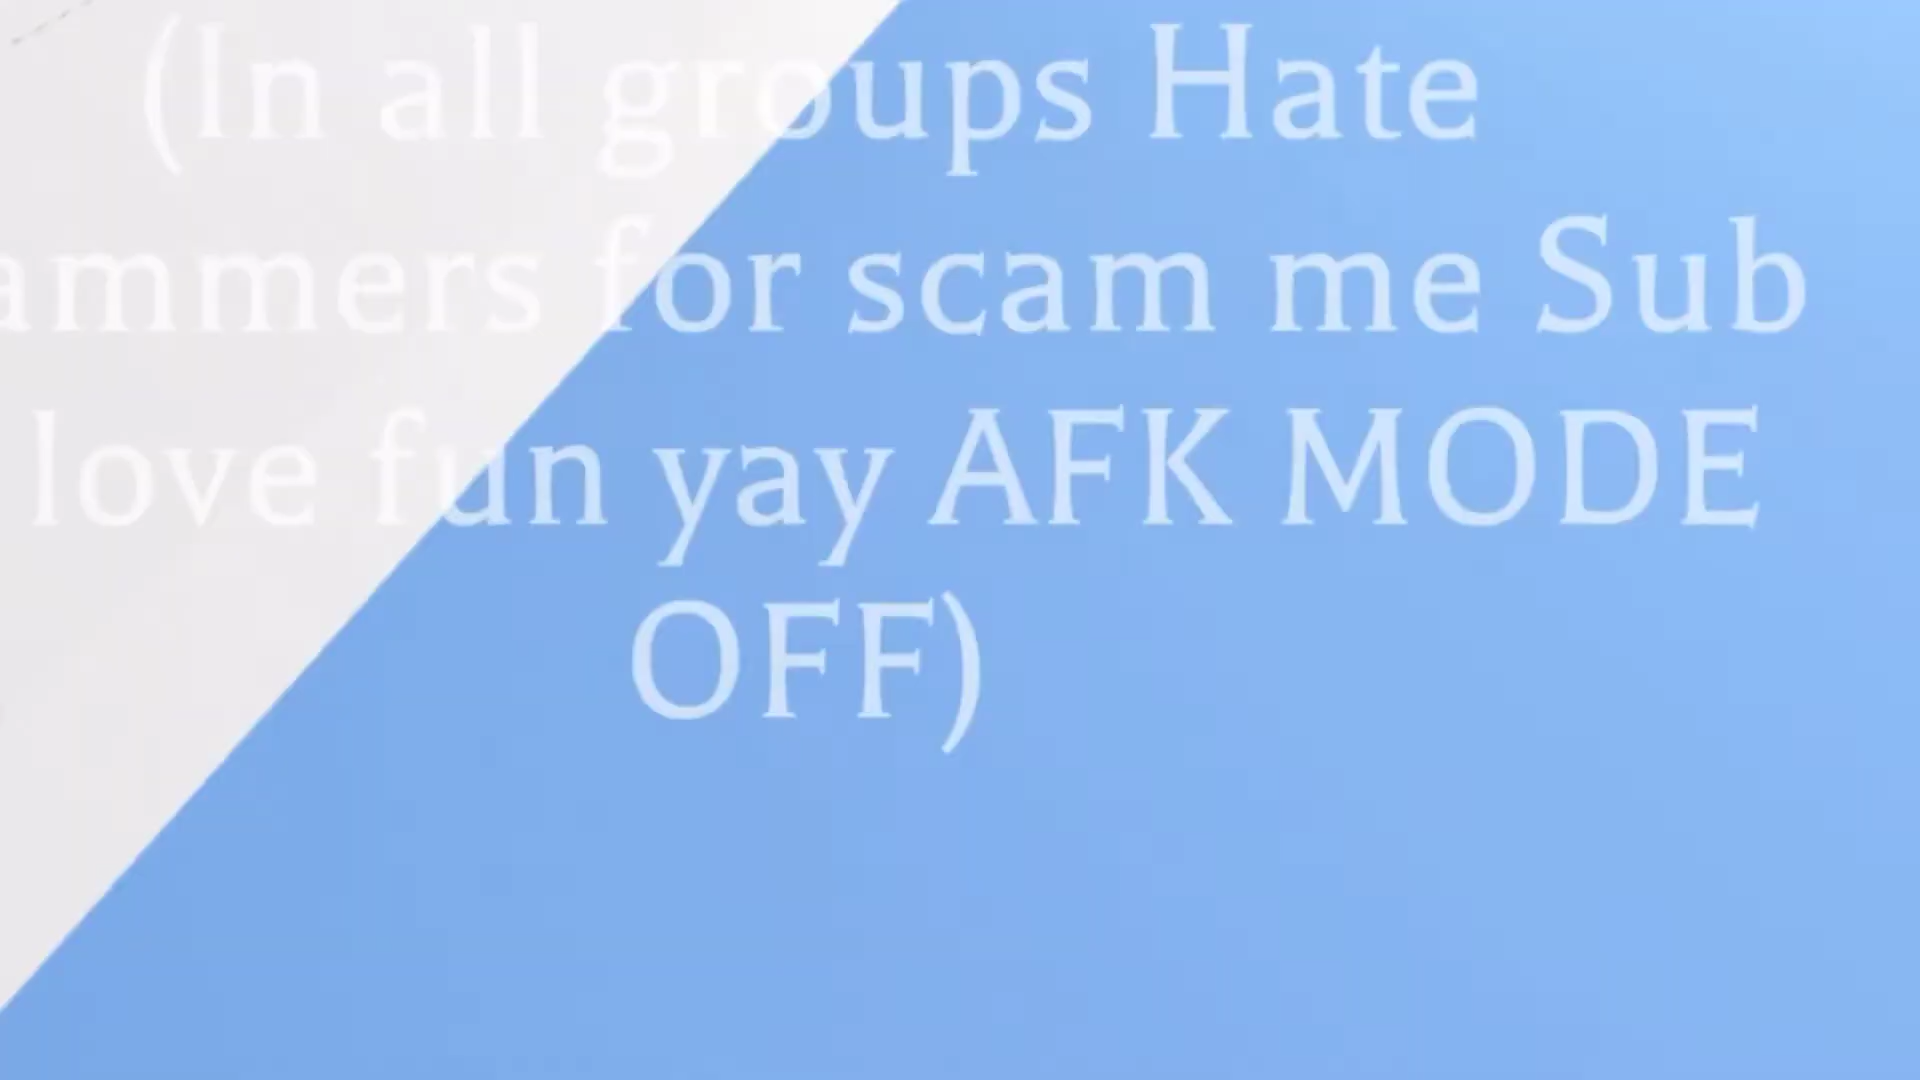 (In all groups Hate
ammers for scam me Sub
love fun yay AFK MODE
OFF)